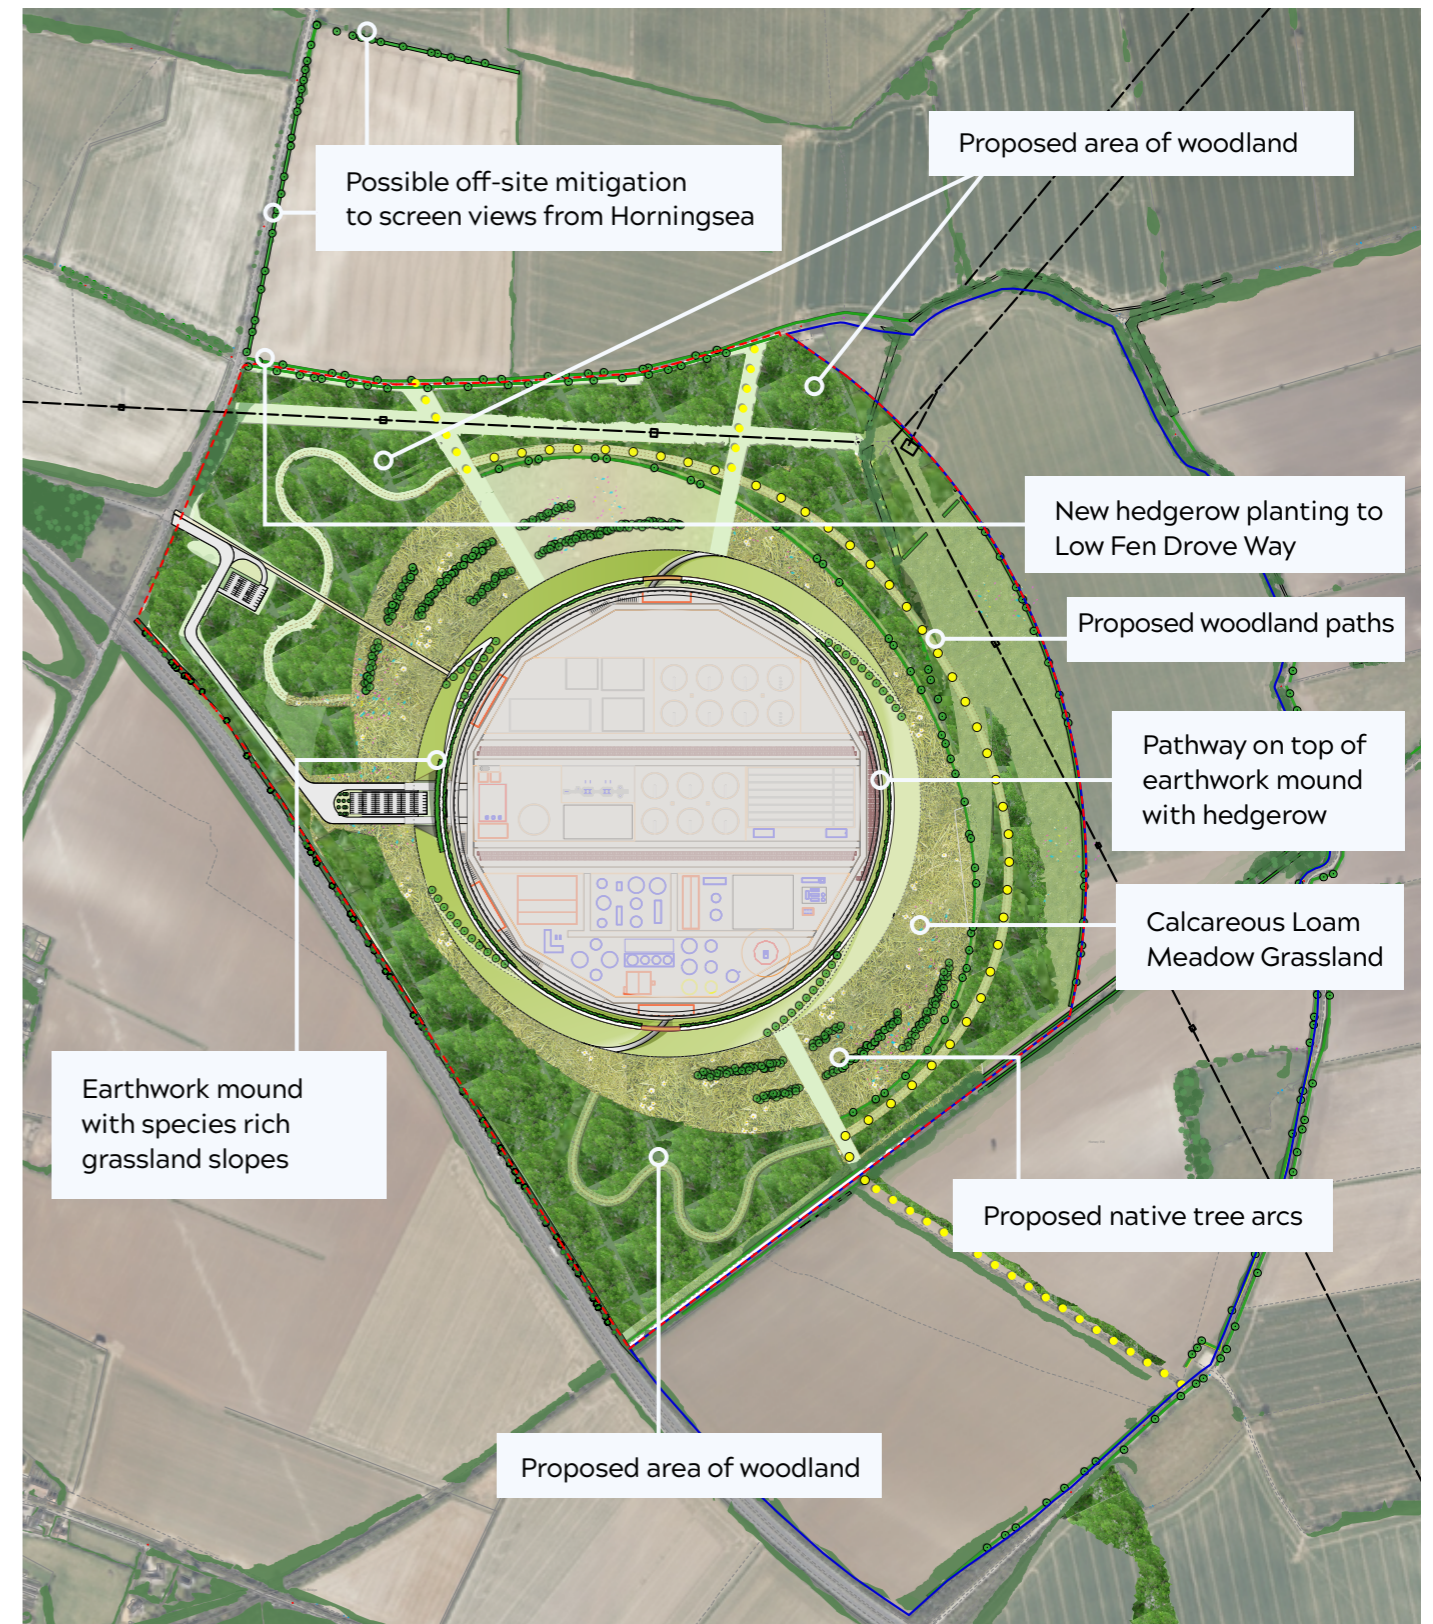 Proposed area of woodland
Possible off-site mitigation
to screen views from Horningsea
New hedgerow planting to
Low Fen Drove Way
Proposed woodland paths
Pathway on top of
earthwork mound
with hedgerow
Calcareous Loam
Meadow Grassland
Earthwork mound
with species rich
grassland slopes
Proposed native tree arcs
Proposed area of woodland